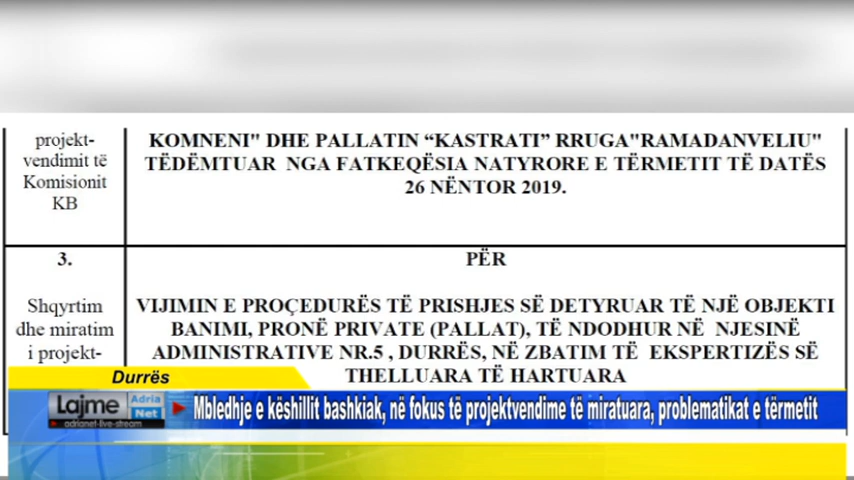 projekt-
vendimit të
Komisionit
KB
KOMNENI" DHE PALLATIN “KASTRATI” RRUGA"RAMADANVELIU"
TËDËMTUAR NGA FATKEQËSIA NATYRORE E TËRMETIT TË DATËS
26 NËNTOR 2019.
3.
Shqyrtim
dhe miratim
i projekt-
PËR
VIJIMIN E PROÇEDURËS TË PRISHJES SË DETYRUAR TË NJË OBJEKTI
BANIMI, PRONË PRIVATE (PALLAT), TË NDODHUR NË NJESINË
ADMINISTRATIVE NR.5 , DURRËS, NË ZBATIM TË EKSPERTIZËS SË
THELLUARA TË HARTUARA
Durrës
Lajme Adria Net
adrianet-live-stream
Mbledhje e këshillit bashkiak, në fokus të projektvendime të miratuara, problematikat e tërmetit